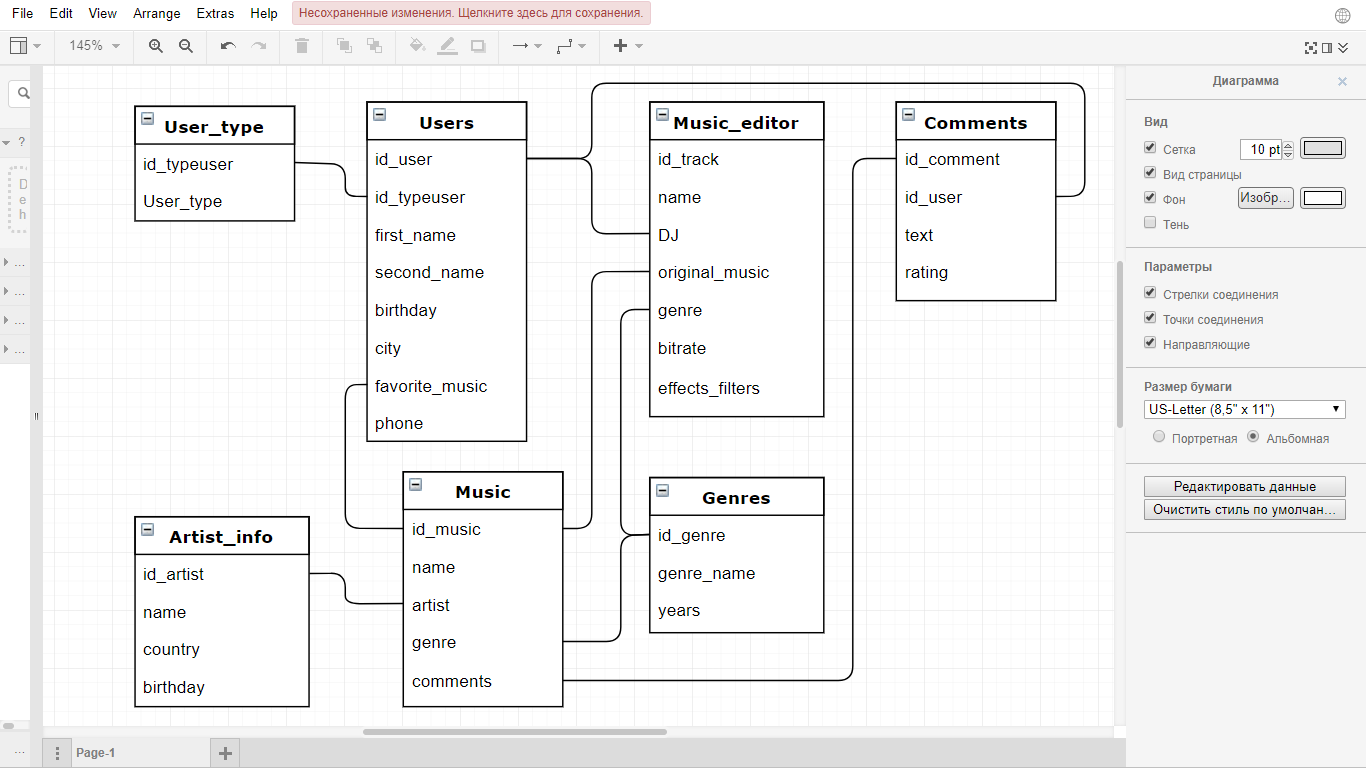 File Edit View Arrange Extras Help Несохраненные изменения. Щелкните здесь для сохранения.
145%
?
D
e
h
...
...
...
...
...
User_type
id_typeuser
User_type
Users
id_user
id_typeuser
first_name
second_name
birthday
city
favorite_music
phone
Music_editor
id_track
name
DJ
original_music
genre
bitrate
effects_filters
Comments
id_comment
id_user
text
rating
Artist_info
id_artist
name
country
birthday
Music
id_music
name
artist
genre
comments
Genres
id_genre
genre_name
years
Page-1
Диаграмма
Вид
Сетка 10 pt
Вид страницы
Фон Изобр...
Тень
Параметры
Стрелки соединения
Точки соединения
Направляющие
Размер бумаги
US-Letter (8,5" x 11")
Портретная Альбомная
Редактировать данные
Очистить стиль по умолчан...